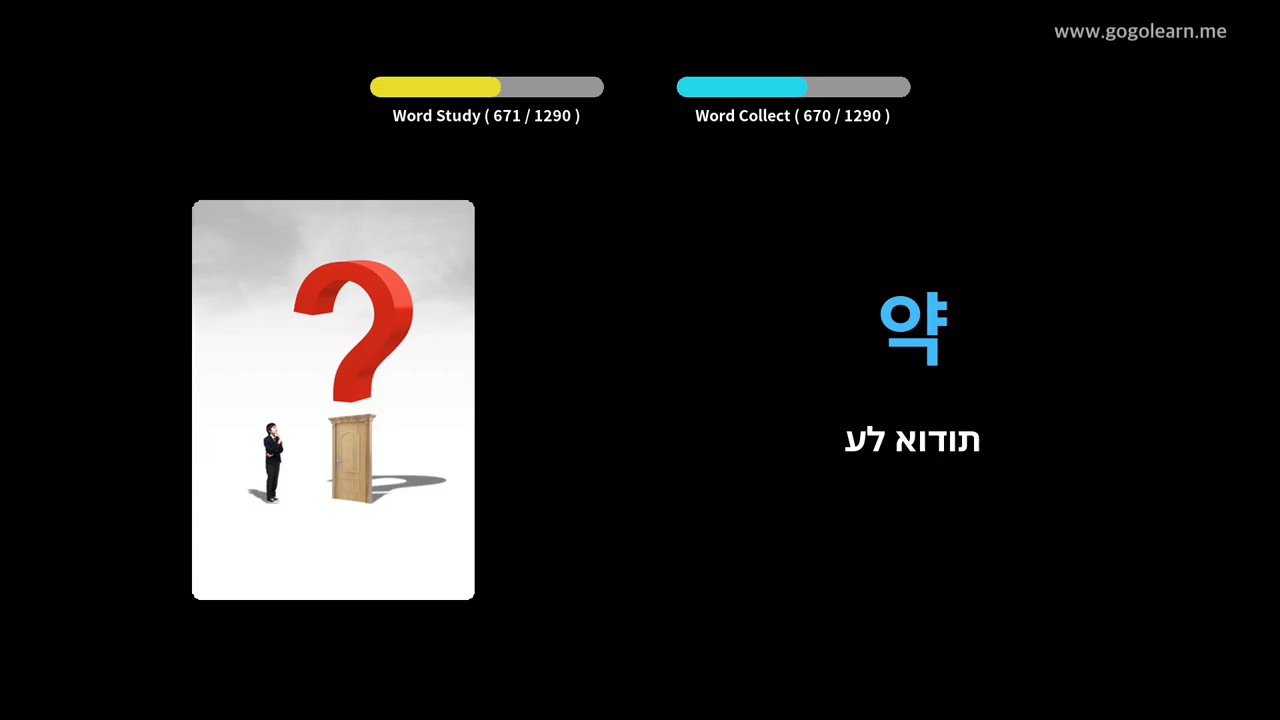 www.gogolearn.me
Word Study ( 671 / 1290 )
Word Collect ( 670 / 1290 )
약
תודוא לע